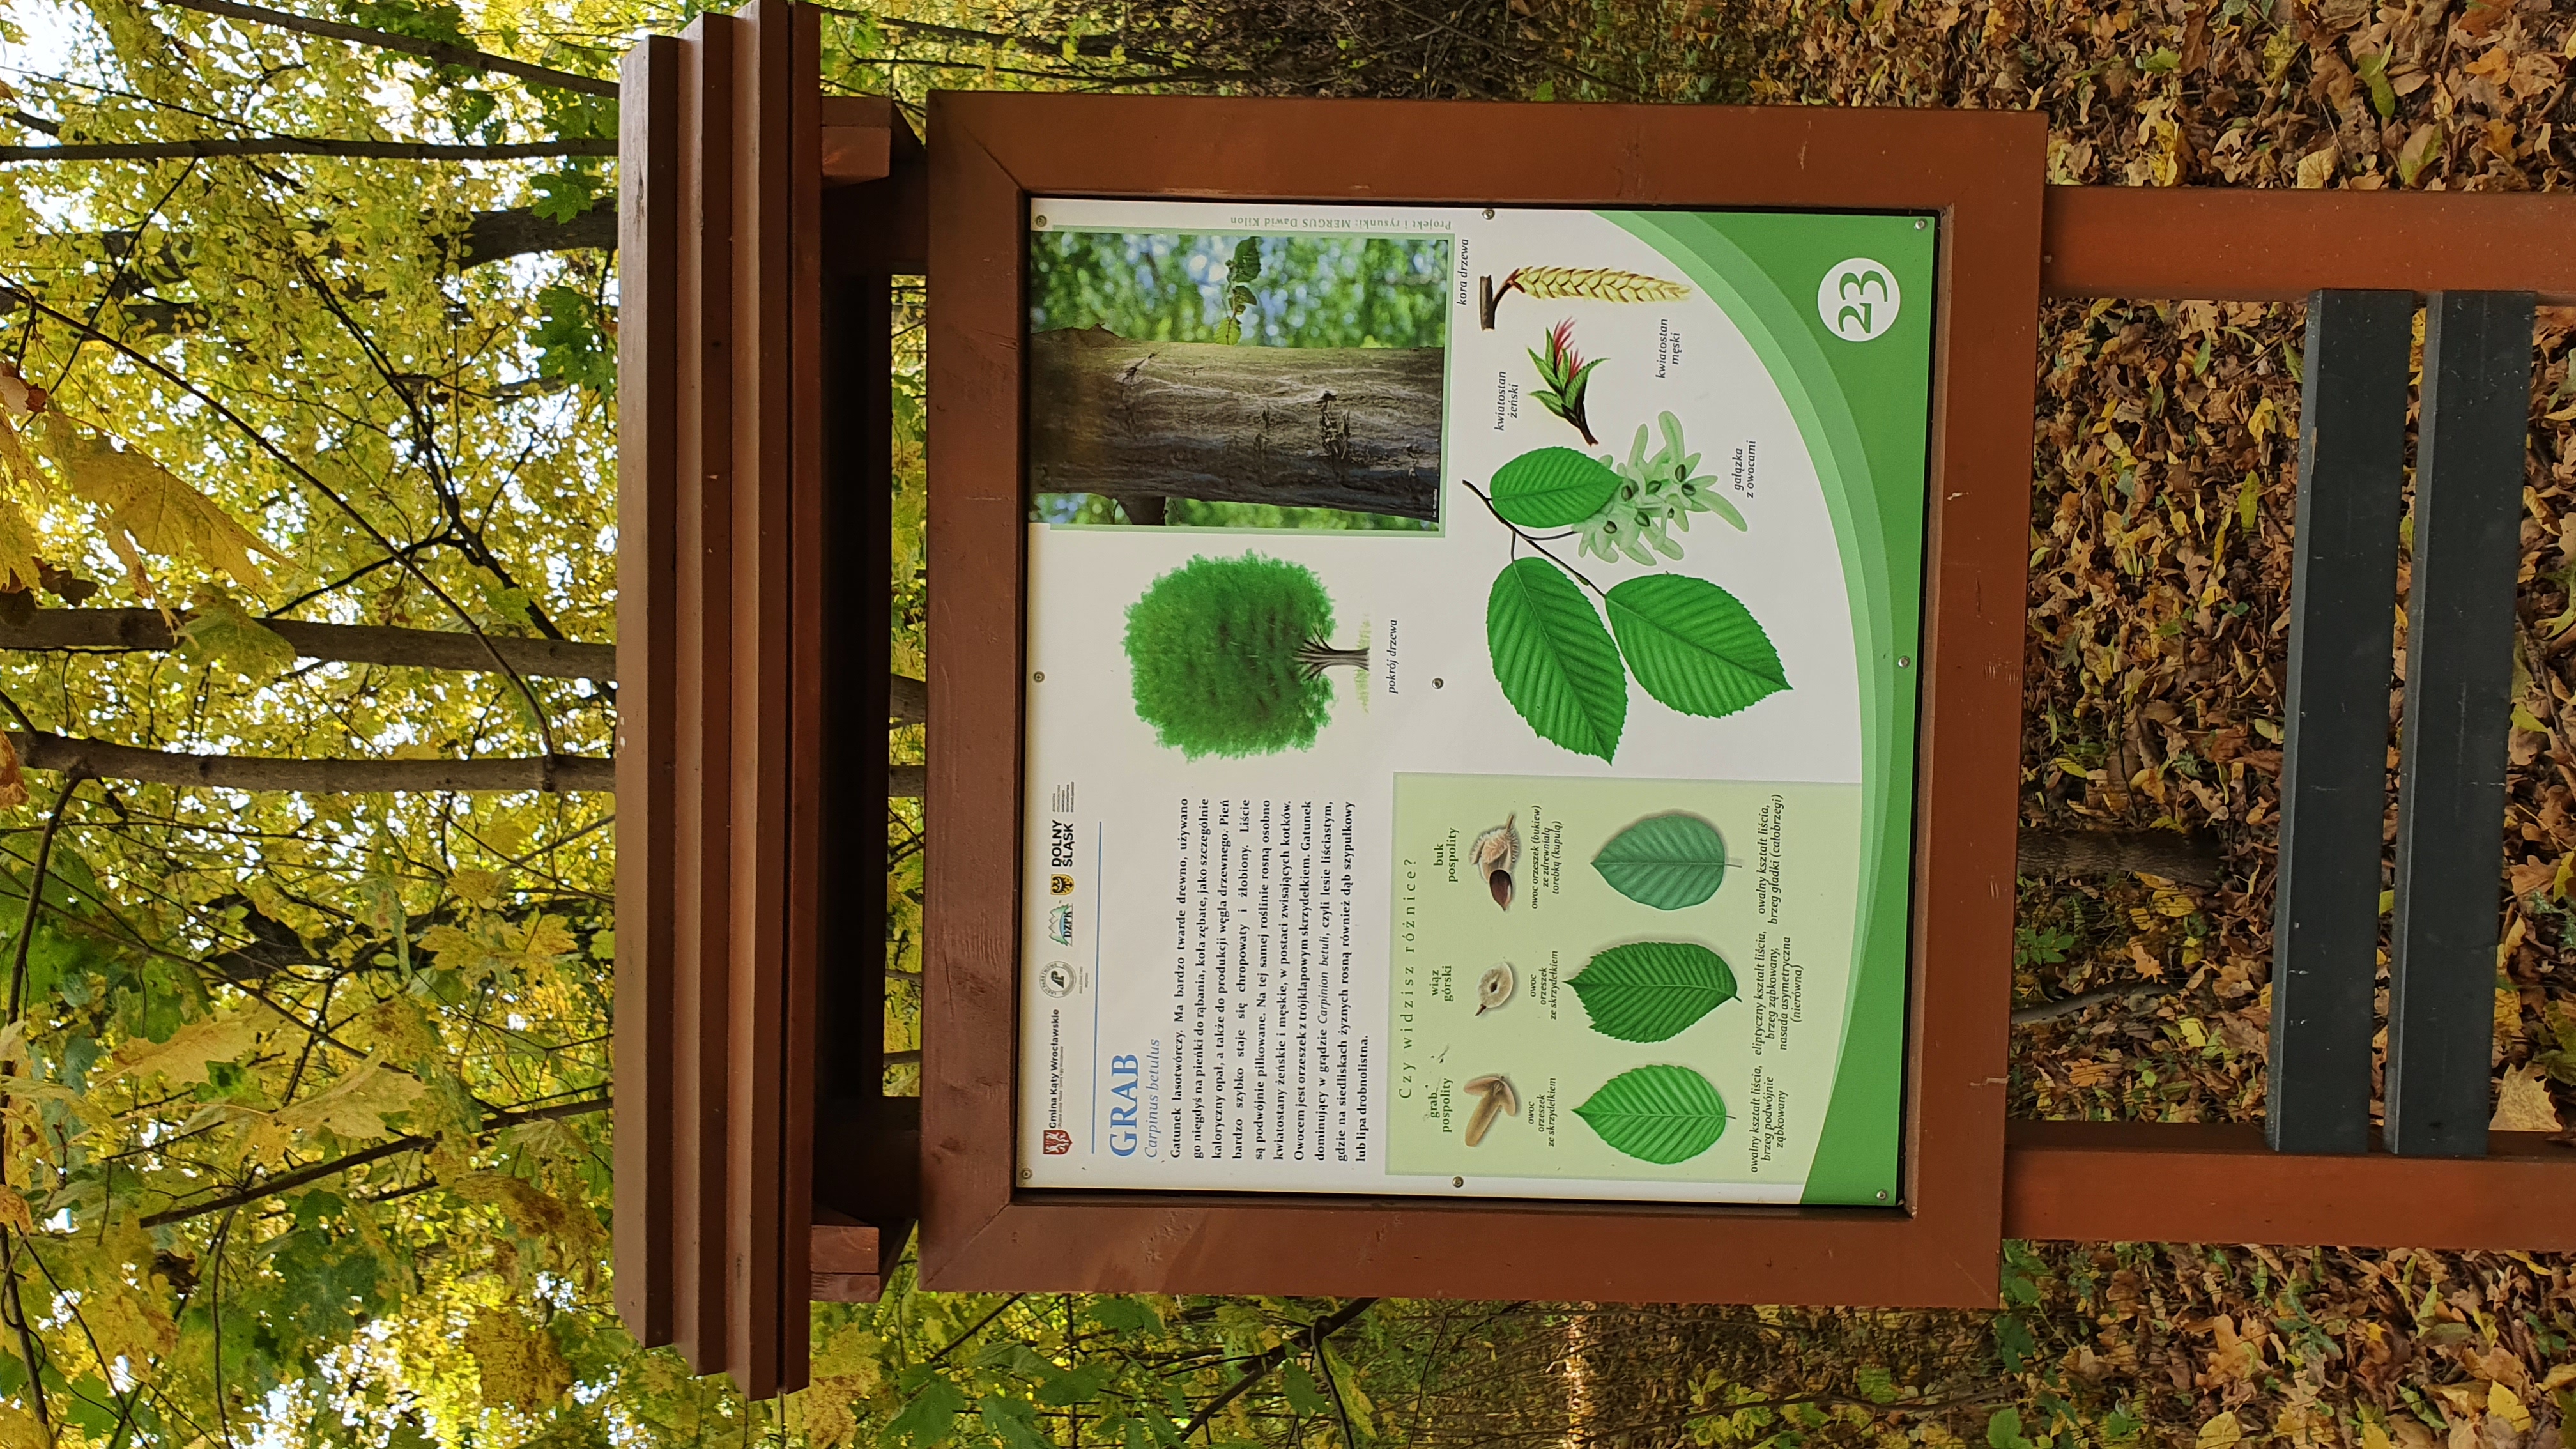 Gmina Kąty Wrocławskie
LASY PAŃSTWOWE
NADLEŚNICTWO
MIĘKINIA
DZPK
DOLNY
ŚLĄSK
GRAB
Carpinus betulus
Gatunek lasotwórczy. Ma bardzo twarde drewno, używano
go niegdyś na pieńki do rąbania, koła zębate, jako szczególnie
kaloryczny opał, a także do produkcji węgla drzewnego. Pień
bardzo szybko staje się chropowaty i żłobiony. Liście
są podwójnie piłkowane. Na tej samej roślinie rosną osobno
kwiatostany żeńskie i męskie, w postaci zwisających kotków.
Owocem jest orzeszek z trójklapowym skrzydełkiem. Gatunek
dominujący w grądzie Carpinion betuli, czyli lesie liściastym,
gdzie na siedliskach żyznych rosną również dąb szypułkowy
lub lipa drobnolistna.
Czy widzisz różnice?
grab
pospolity
wiąz
górski
buk
pospolity
owoc
orzeszek
ze skrzydełkiem
owoc
orzeszek
ze skrzydełkiem
owoc orzeszek (bukiew)
ze zdrewniałą
torebką (kupulą)
owalny kształt liścia,
brzeg podwójnie
ząbkowany
eliptyczny kształt liścia,
brzeg ząbkowany,
nasada asymetryczna
(nierówna)
owalny kształt liścia,
brzeg gładki (całobrzegi)
pokrój drzewa
kora drzewa
Projekt i rysunki: MERGUS Dawid Kilon
kwiatostan
żeński
kwiatostan
męski
gałązka
z owocami
23